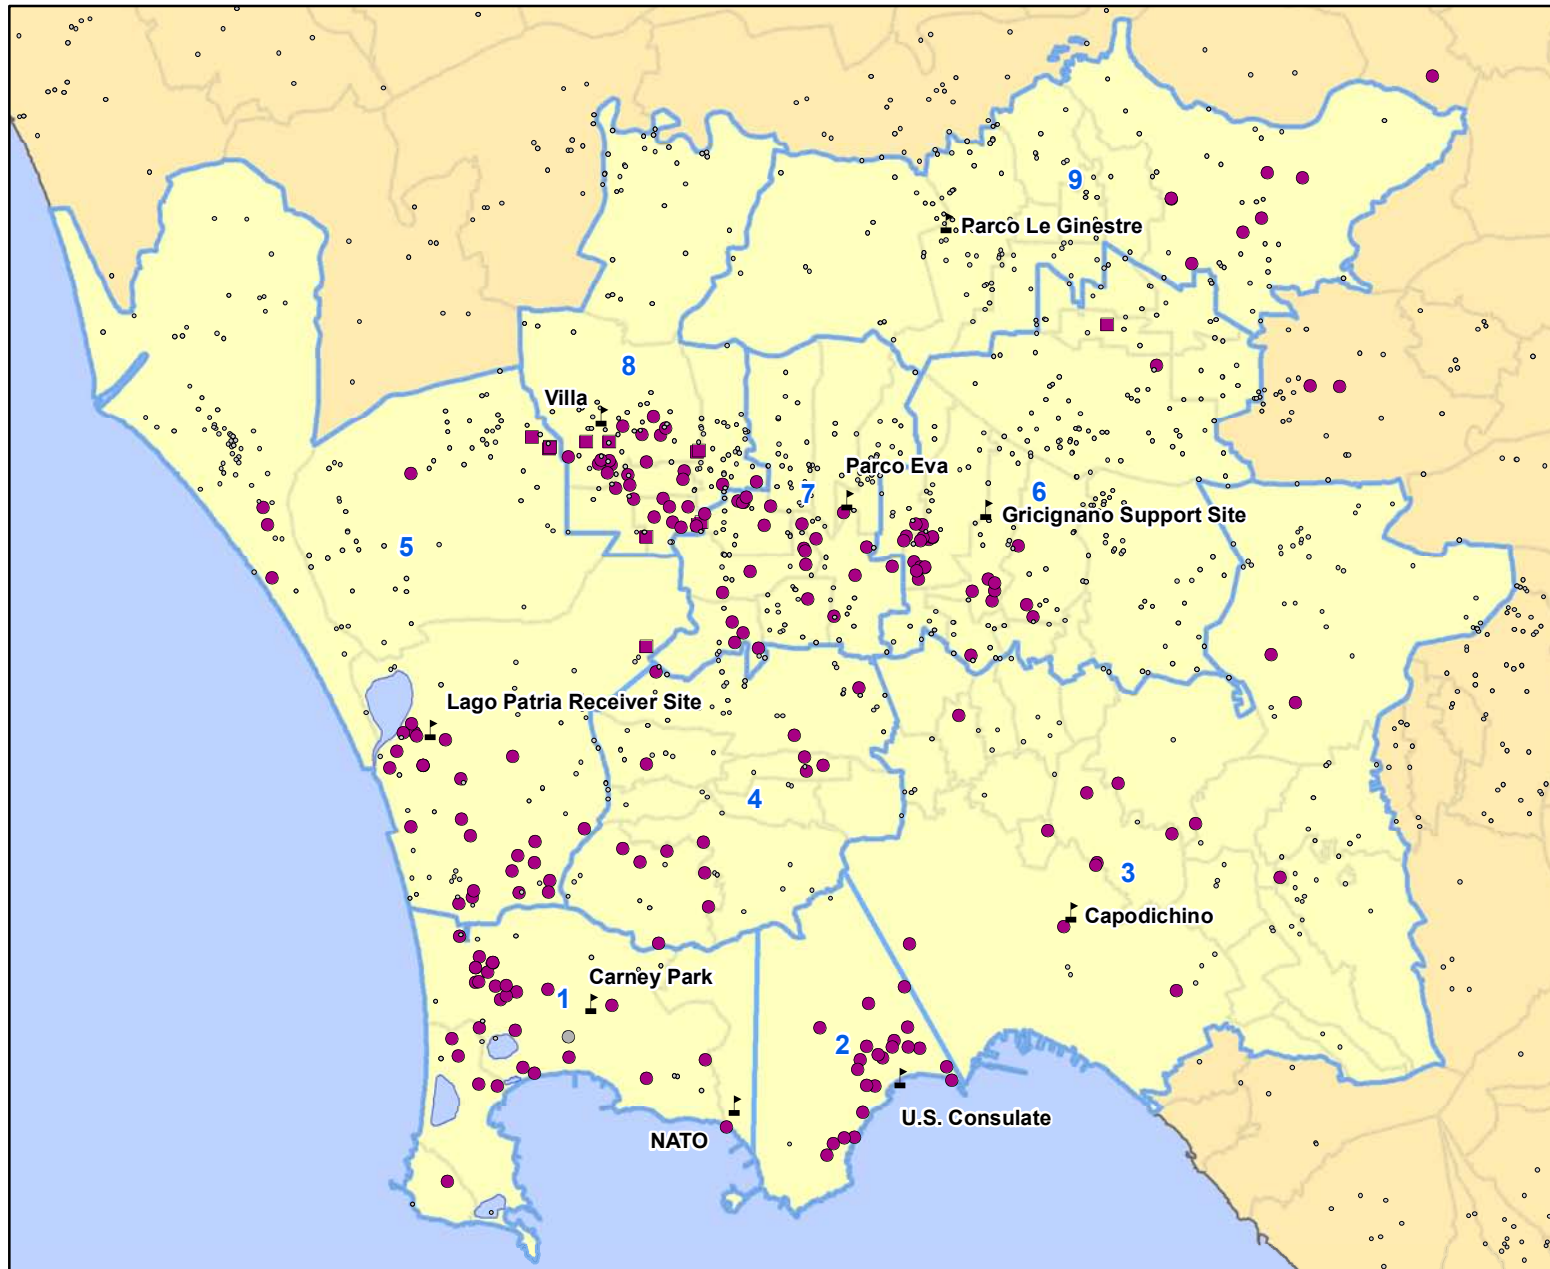 9
Parco Le Ginestre
8
Villa
Parco Eva
7
6
Gricignano Support Site
5
Lago Patria Receiver Site
4
3
Capodichino
Carney Park
1
2
U.S. Consulate
NATO